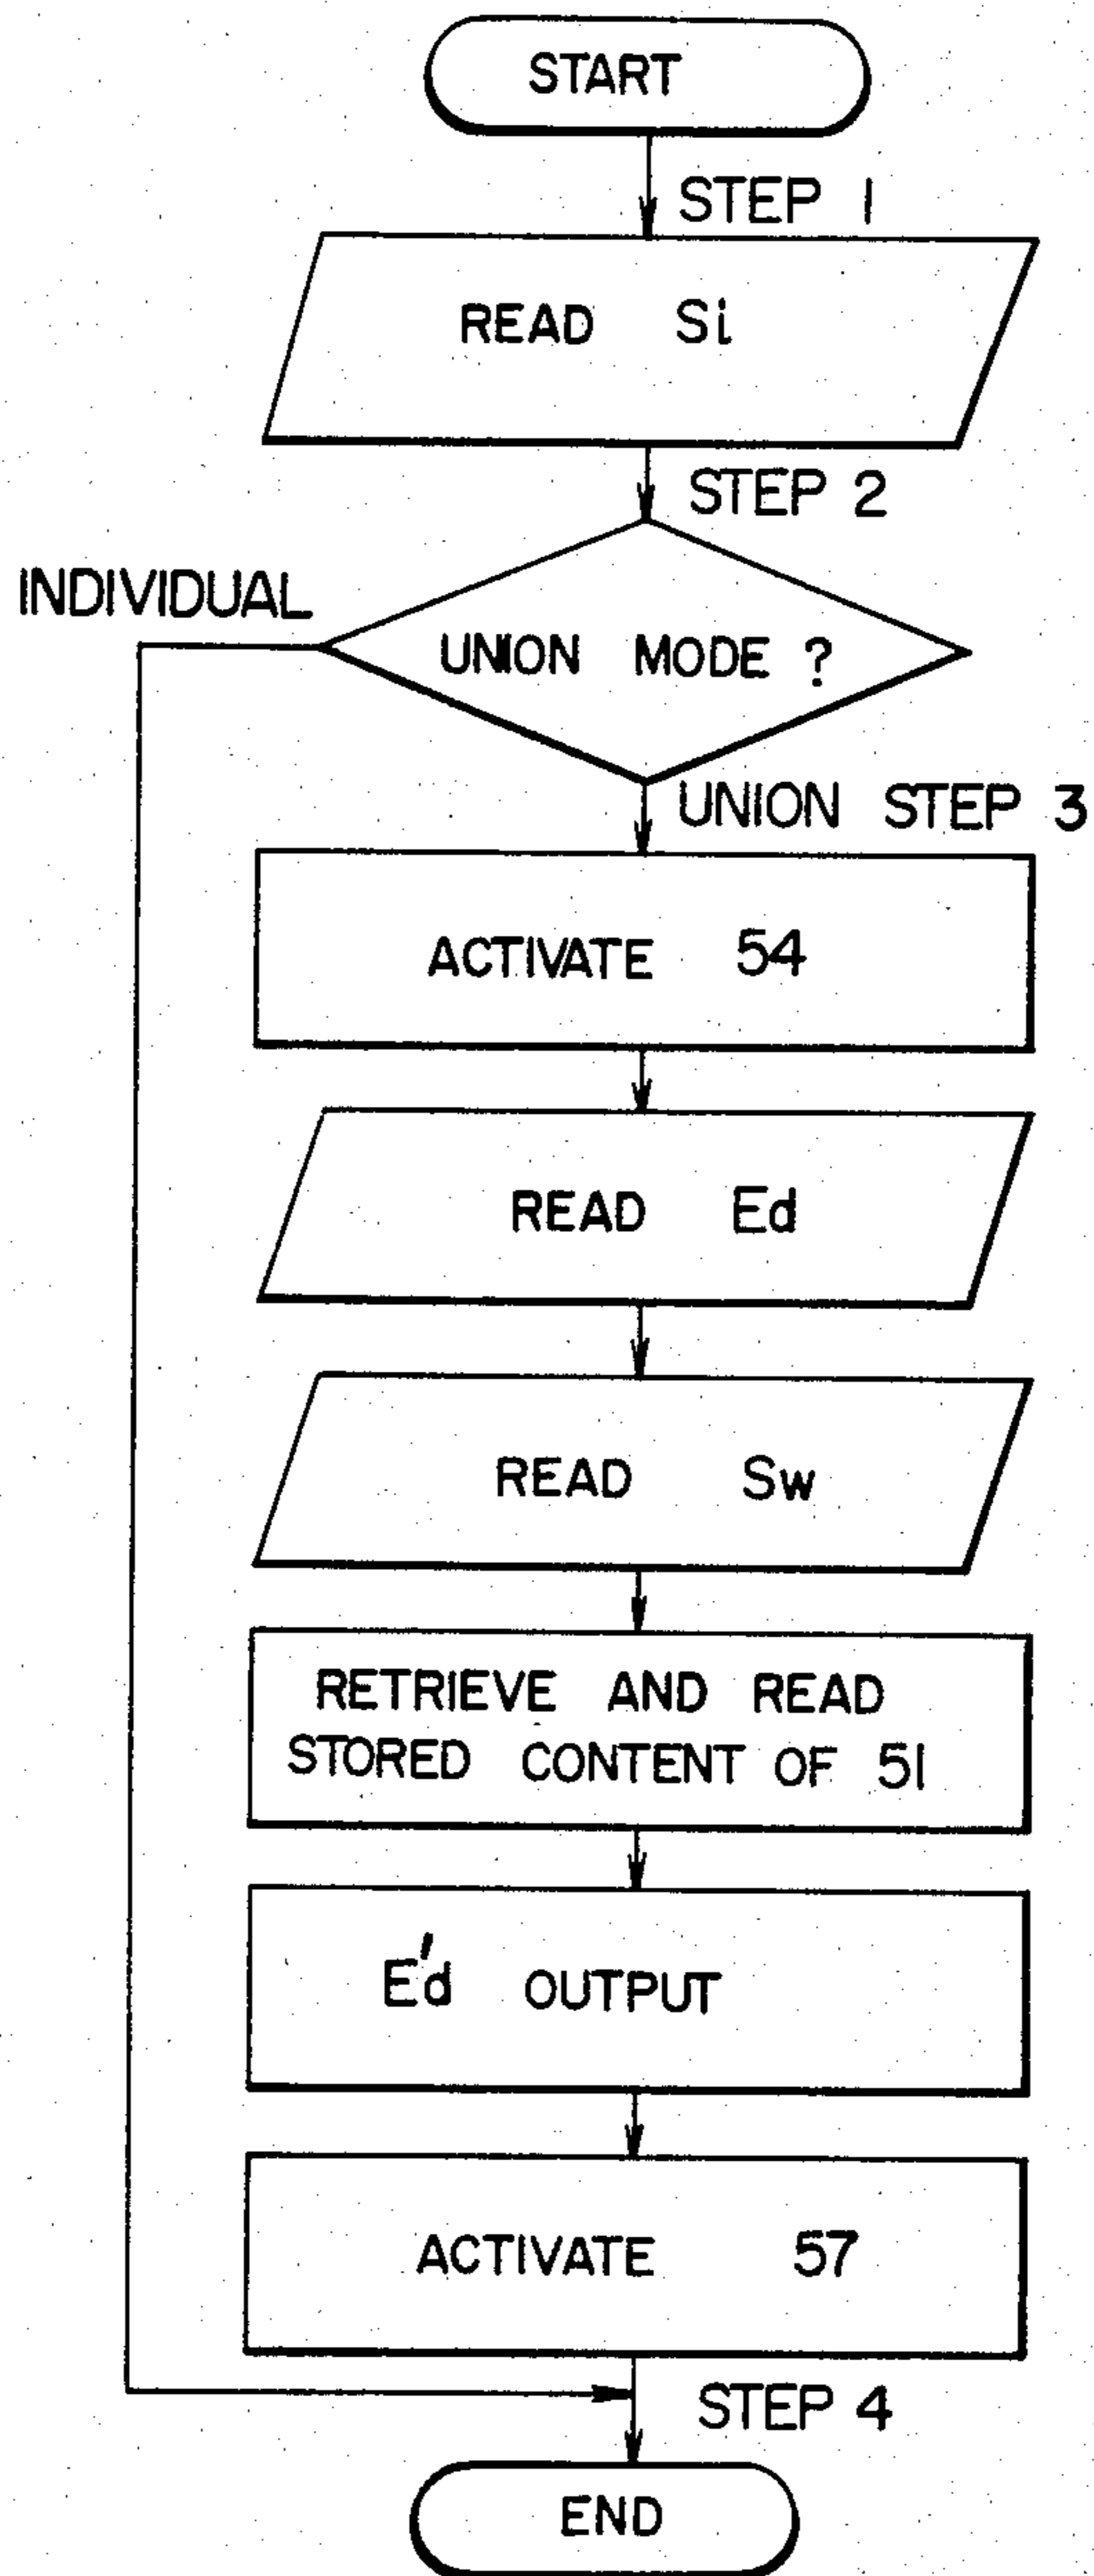 START
STEP 1
READ Si
STEP 2
INDIVIDUAL
UNION MODE ?
UNION STEP 3
ACTIVATE 54
READ Ed
READ Sw
RETRIEVE AND READ
STORED CONTENT OF 51
E'd OUTPUT
ACTIVATE 57
STEP 4
END